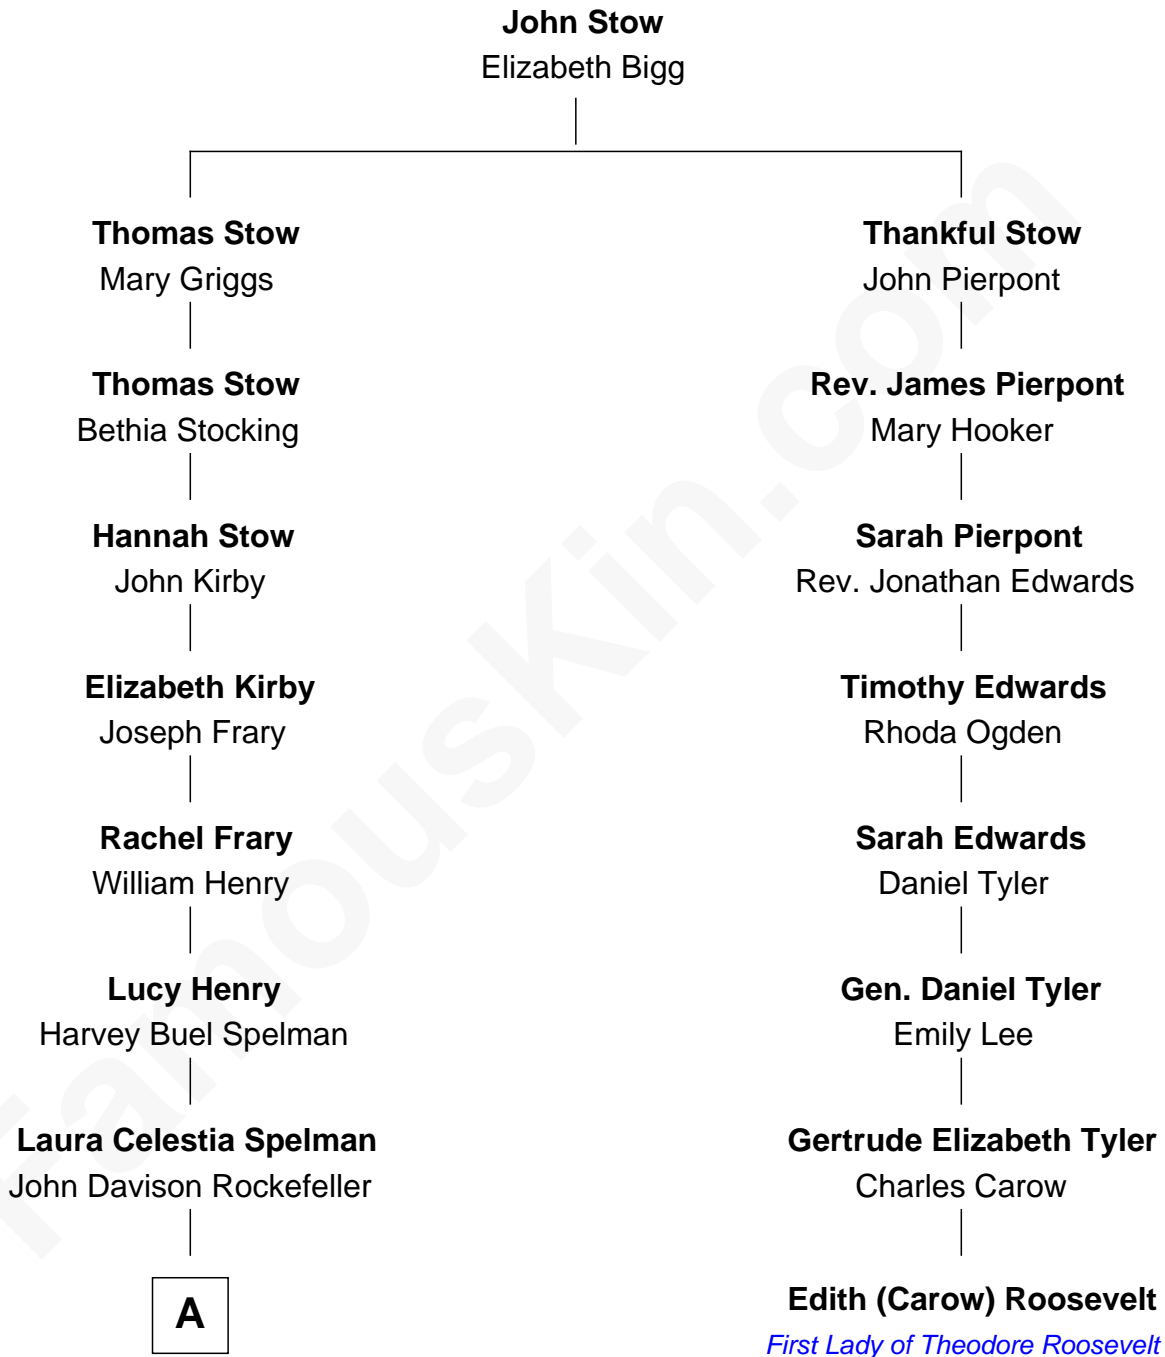 John Stow
Elizabeth Bigg
Thomas Stow
Mary Griggs
Thankful Stow
John Pierpont
Thomas Stow
Bethia Stocking
Rev. James Pierpont
Mary Hooker
Hannah Stow
John Kirby
Sarah Pierpont
Rev. Jonathan Edwards
Elizabeth Kirby
Joseph Frary
Timothy Edwards
Rhoda Ogden
Rachel Frary
William Henry
Sarah Edwards
Daniel Tyler
Lucy Henry
Harvey Buel Spelman
Gen. Daniel Tyler
Emily Lee
Laura Celestia Spelman
John Davison Rockefeller
Gertrude Elizabeth Tyler
Charles Carow
A
Edith (Carow) Roosevelt
First Lady of Theodore Roosevelt
FamousKin.com